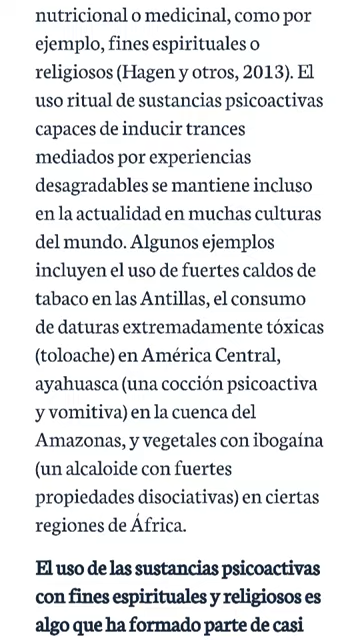 nutricional o medicinal, como por
ejemplo, fines espirituales o
religiosos (Hagen y otros, 2013). El
uso ritual de sustancias psicoactivas
capaces de inducir trances
mediados por experiencias
desagradables se mantiene incluso
en la actualidad en muchas culturas
del mundo. Algunos ejemplos
incluyen el uso de fuertes caldos de
tabaco en las Antillas, el consumo
de daturas extremadamente tóxicas
(toloache) en América Central,
ayahuasca (una cocción psicoactiva
y vomitiva) en la cuenca del
Amazonas, y vegetales con ibogaína
(un alcaloide con fuertes
propiedades disociativas) en ciertas
regiones de África.
El uso de las sustancias psicoactivas
con fines espirituales y religiosos es
algo que ha formado parte de casi